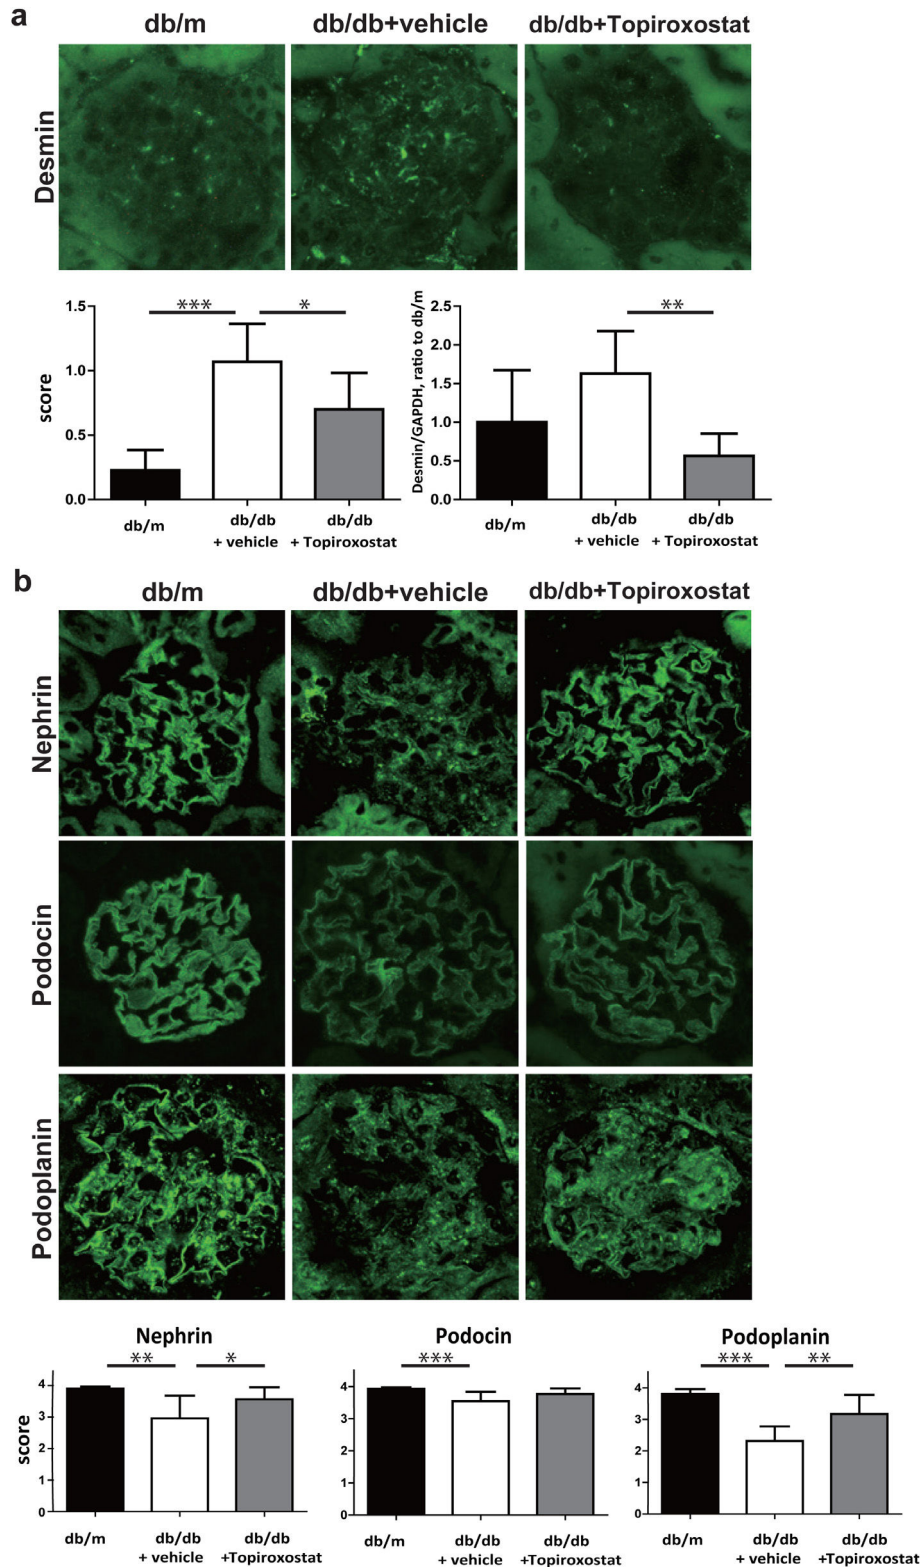 a
db/m db/db+vehicle db/db+Topiroxostat
Desmin
*** *
score
1.5
1.0
0.5
0.0
db/m db/db + vehicle db/db + Topiroxostat
**
Desmin/GAPDH, ratio to db/m
2.5
2.0
1.5
1.0
0.5
0.0
db/m db/db + vehicle db/db + Topiroxostat
b
db/m db/db+vehicle db/db+Topiroxostat
Nephrin
Podocin
Podoplanin
Nephrin
** *
score
4
3
2
1
0
db/m db/db + vehicle db/db +Topiroxostat
Podocin
***
4
3
2
1
0
db/m db/db + vehicle db/db +Topiroxostat
Podoplanin
*** **
4
3
2
1
0
db/m db/db + vehicle db/db +Topiroxostat